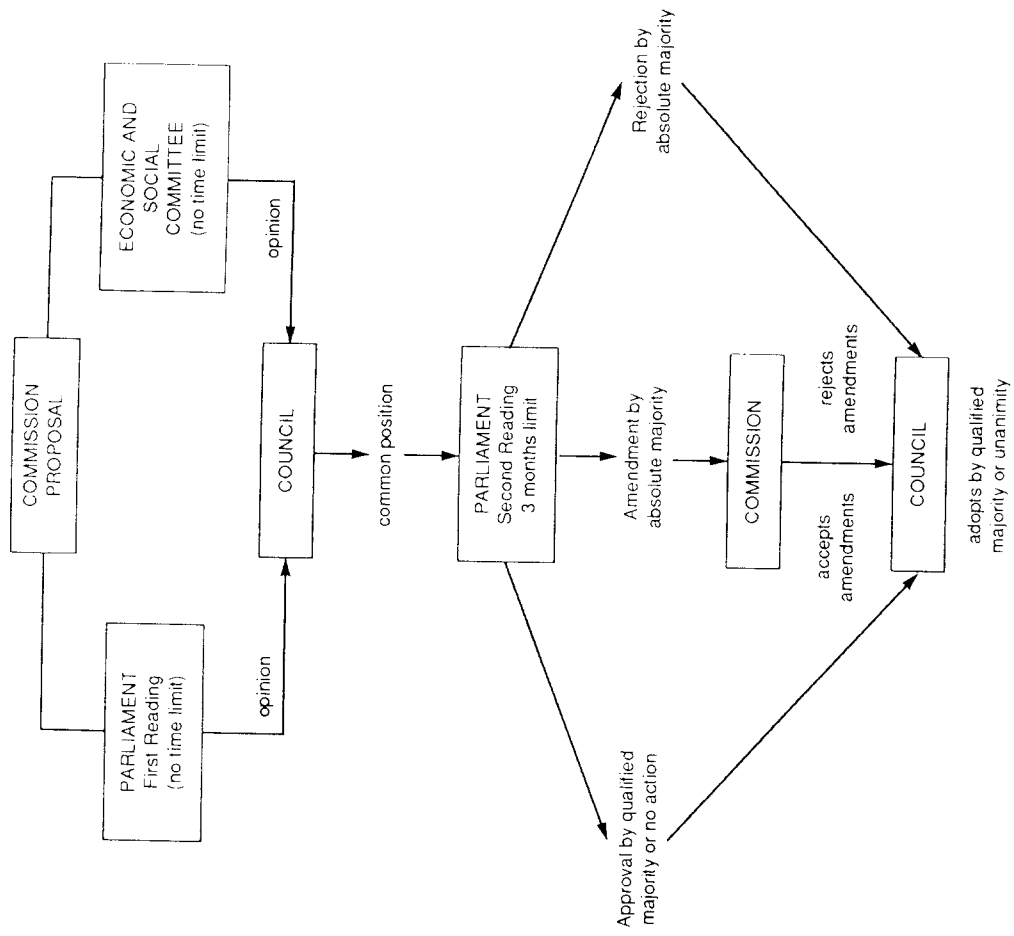 COMMISSION
PROPOSAL
PARLIAMENT
First Reading
(no time limit)
ECONOMIC AND
SOCIAL
COMMITTEE
(no time limit)
opinion
opinion
COUNCIL
common position
PARLIAMENT
Second Reading
3 months limit
Approval by qualified
majority or no action
Amendment by
absolute majority
Rejection by
absolute majority
COMMISSION
accepts
amendments
rejects
amendments
COUNCIL
adopts by qualified
majority or unanimity